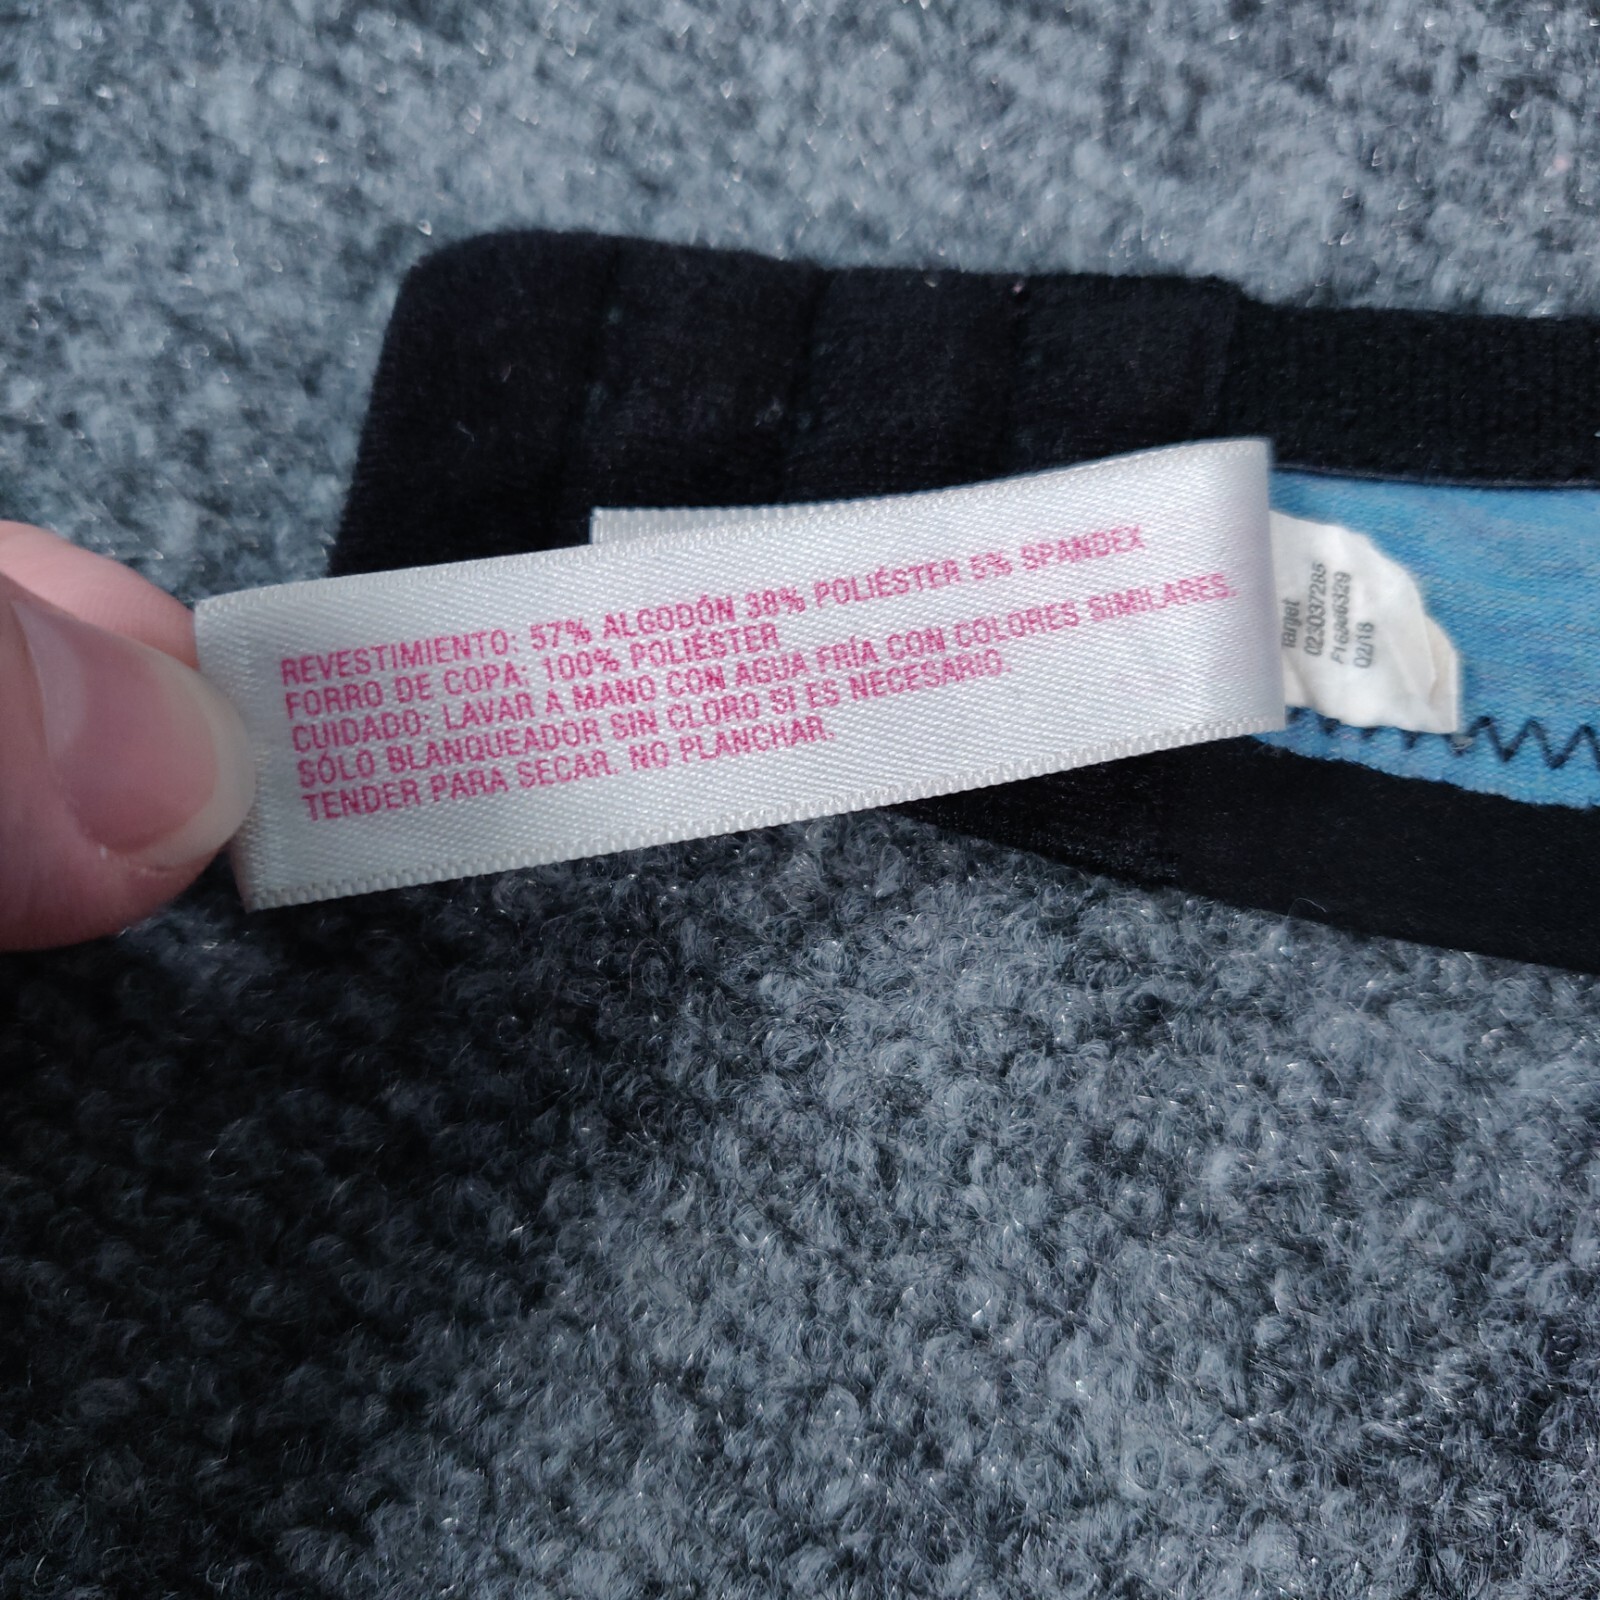 REVESTIMIENTO: 57% ALGODÓN 38% POLIÉSTER 5% SPANDEX
FORRO DE COPA: 100% POLIÉSTER
CUIDADO: LAVAR A MANO CON AGUA FRÍA CON COLORES SIMILARES.
SÓLO BLANQUEADOR SIN CLORO SI ES NECESARIO.
TENDER PARA SECAR. NO PLANCHAR.
Target
02/18